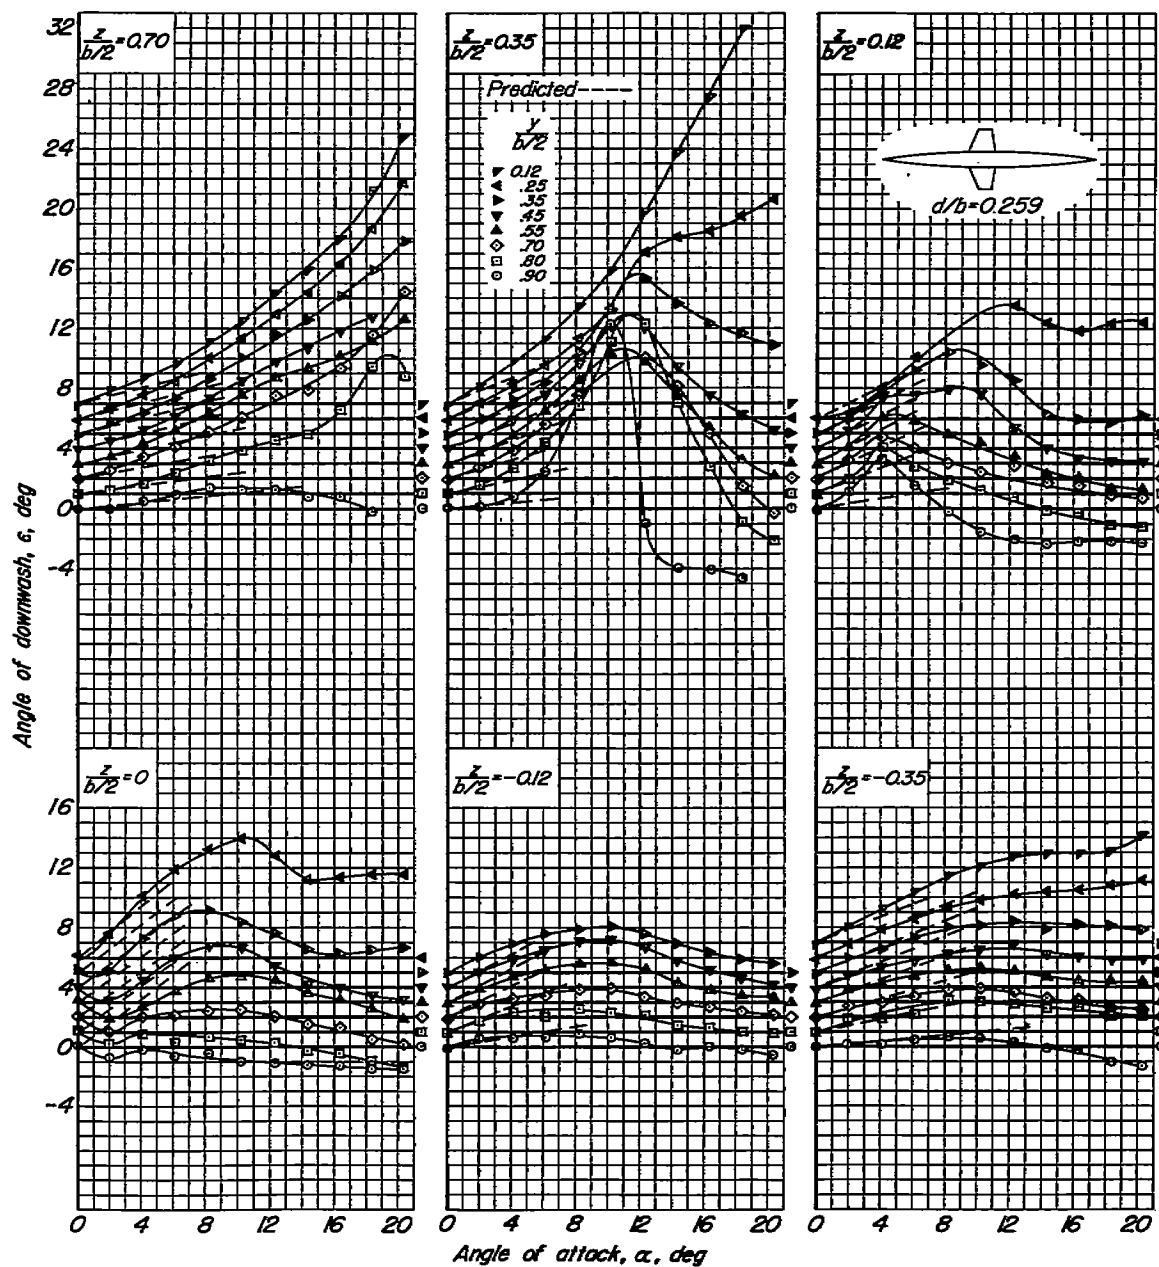 z
b/2 =0.70
z
b/2 =0.35
z
b/2 =0.12
Predicted ------
y
b/2
0.12
.25
.35
.45
.55
.70
.80
.90
d/b=0.259
32
28
24
20
16
12
8
4
0
-4
Angle of downwash, ϵ, deg
z
b/2 =0
z
b/2 =-0.12
z
b/2 =-0.35
16
12
8
4
0
-4
0 4 8 12 16 20 0 4 8 12 16 20 0 4 8 12 16 20
Angle of attack, α, deg